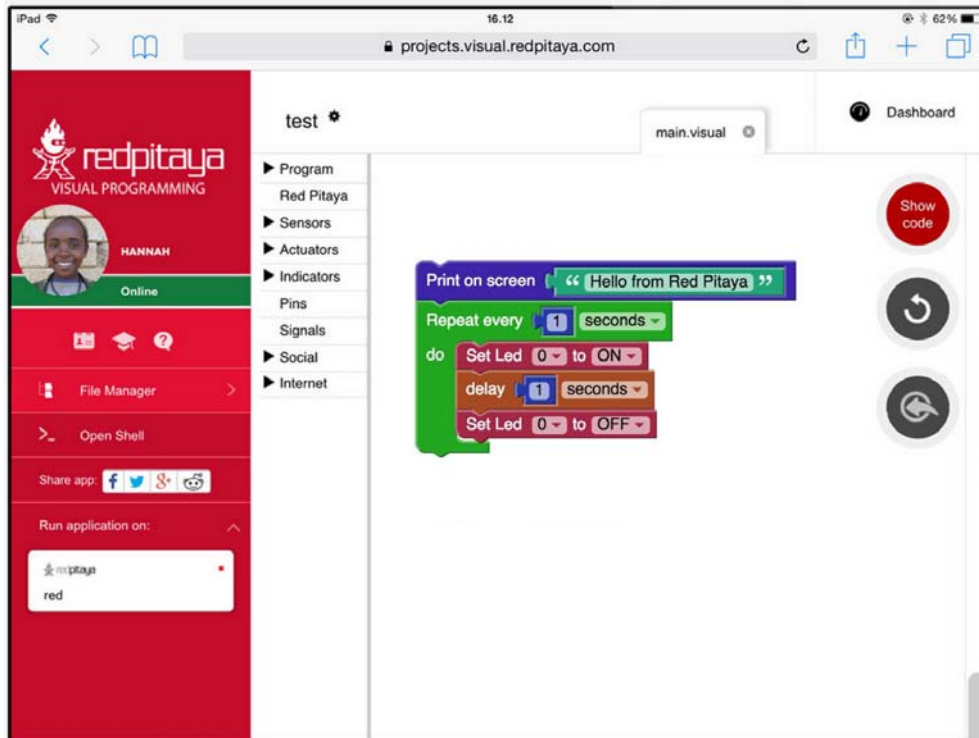 iPad 16.12 62%
projects.visual.redpitaya.com
redpitaya
VISUAL PROGRAMMING
HANNAH
Online
File Manager
>_ Open Shell
Share app: f 8+
Run application on:
redpitaya
red
test
main.visual
Dashboard
Program
Red Pitaya
Sensors
Actuators
Indicators
Pins
Signals
Social
Internet
Print on screen “ Hello from Red Pitaya ”
Repeat every 1 seconds
do Set Led 0 to ON
delay 1 seconds
Set Led 0 to OFF
Show
code